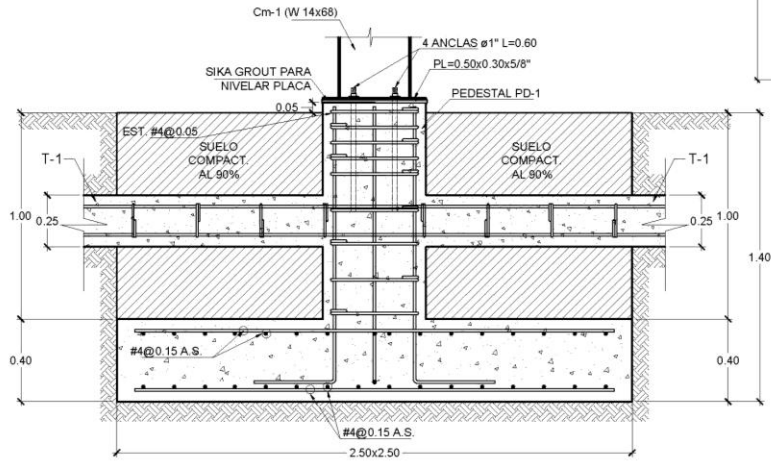 Cm-1 (W 14x68)
4 ANCLAS ø1" L=0.60
SIKA GROUT PARA
NIVELAR PLACA
PL=0.50x0.30x5/8"
0.05
PEDESTAL PD-1
EST. #4@0.05
SUELO
COMPACT.
AL 90%
SUELO
COMPACT.
AL 90%
T-1
T-1
1.00
0.25
0.25
1.00
1.40
#4@0.15 A.S.
0.40
0.40
#4@0.15 A.S.
2.50x2.50